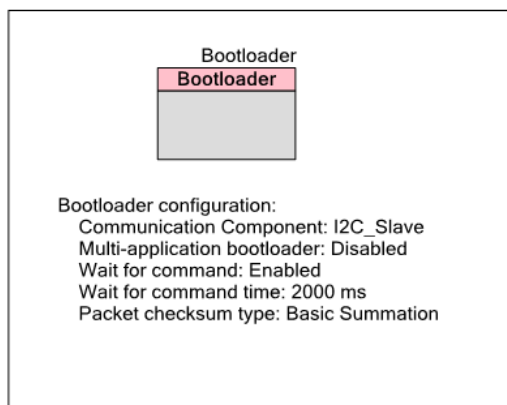 Bootloader
Bootloader
Bootloader configuration:
Communication Component: I2C_Slave
Multi-application bootloader: Disabled
Wait for command: Enabled
Wait for command time: 2000 ms
Packet checksum type: Basic Summation